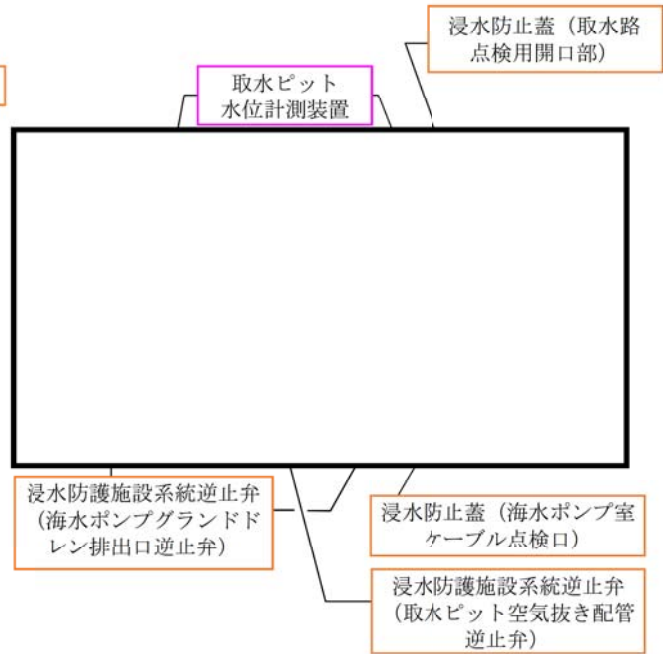 浸水防止蓋（取水路
点検用開口部）
取水ピット
水位計測装置
浸水防護施設系統逆止弁
（海水ポンプグランドド
レン排出口逆止弁）
浸水防止蓋（海水ポンプ室
ケーブル点検口）
浸水防護施設系統逆止弁
（取水ピット空気抜き配管
逆止弁）